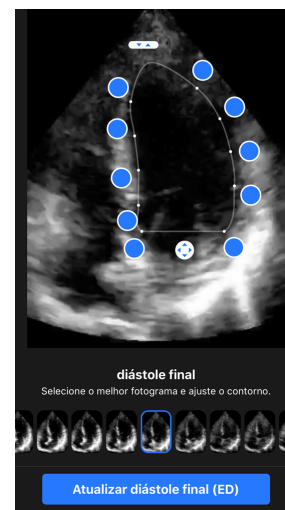 diástole final
Selecione o melhor fotograma e ajuste o contorno.
Atualizar diástole final (ED)